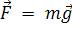 F⃗ = mg⃗